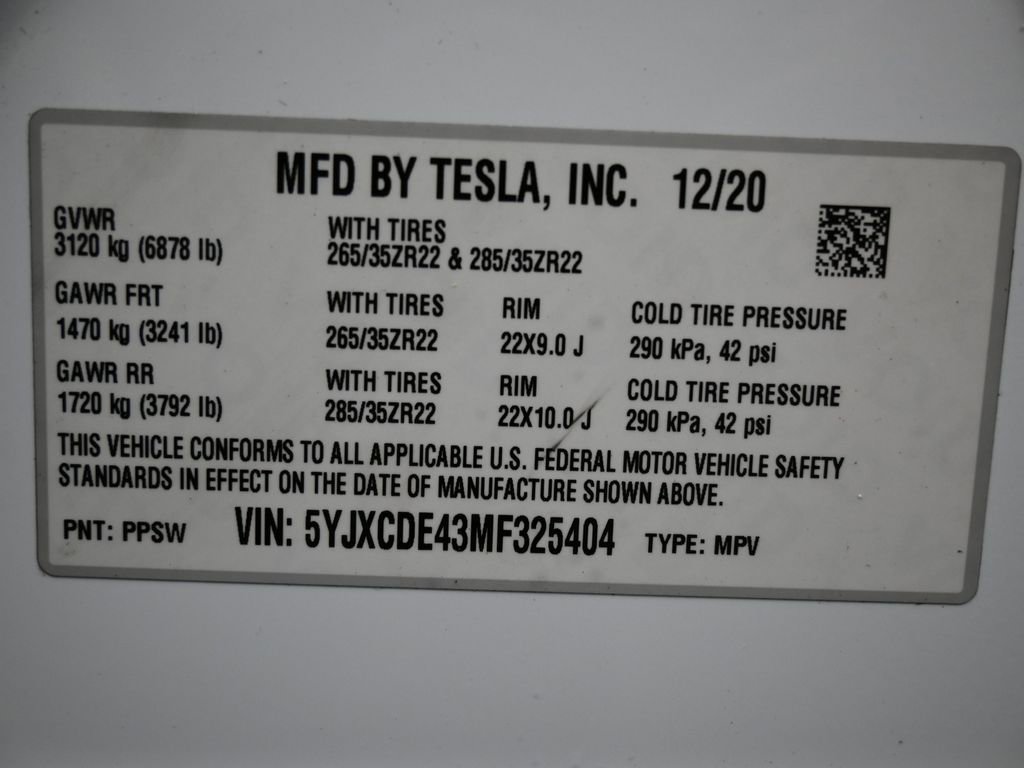 MFD BY TESLA, INC. 12/20
GVWR WITH TIRES
3120 kg (6878 lb) 265/35ZR22 & 285/35ZR22
GAWR FRT WITH TIRES RIM COLD TIRE PRESSURE
1470 kg (3241 lb) 265/35ZR22 22X9.0 J 290 kPa, 42 psi
GAWR RR WITH TIRES RIM COLD TIRE PRESSURE
1720 kg (3792 lb) 285/35ZR22 22X10.0 J 290 kPa, 42 psi
THIS VEHICLE CONFORMS TO ALL APPLICABLE U.S. FEDERAL MOTOR VEHICLE SAFETY
STANDARDS IN EFFECT ON THE DATE OF MANUFACTURE SHOWN ABOVE.
PNT: PPSW VIN: 5YJXCDE43MF325404 TYPE: MPV